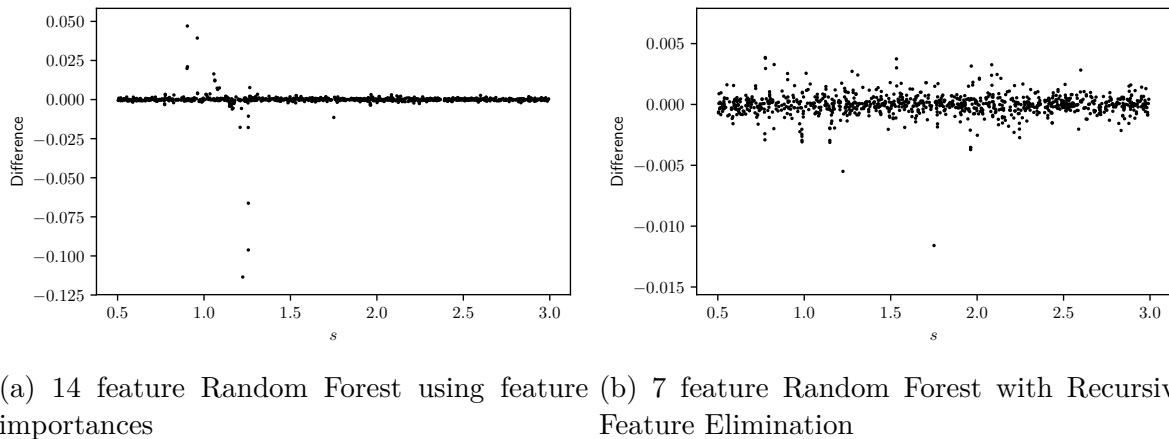 0.050
0.025
0.000
−0.025
−0.050
−0.075
−0.100
−0.125
Difference
0.5 1.0 1.5 2.0 2.5 3.0
s
0.005
0.000
−0.005
−0.010
−0.015
Difference
0.5 1.0 1.5 2.0 2.5 3.0
s
(a) 14 feature Random Forest using feature
importances
(b) 7 feature Random Forest with Recursiv
Feature Elimination